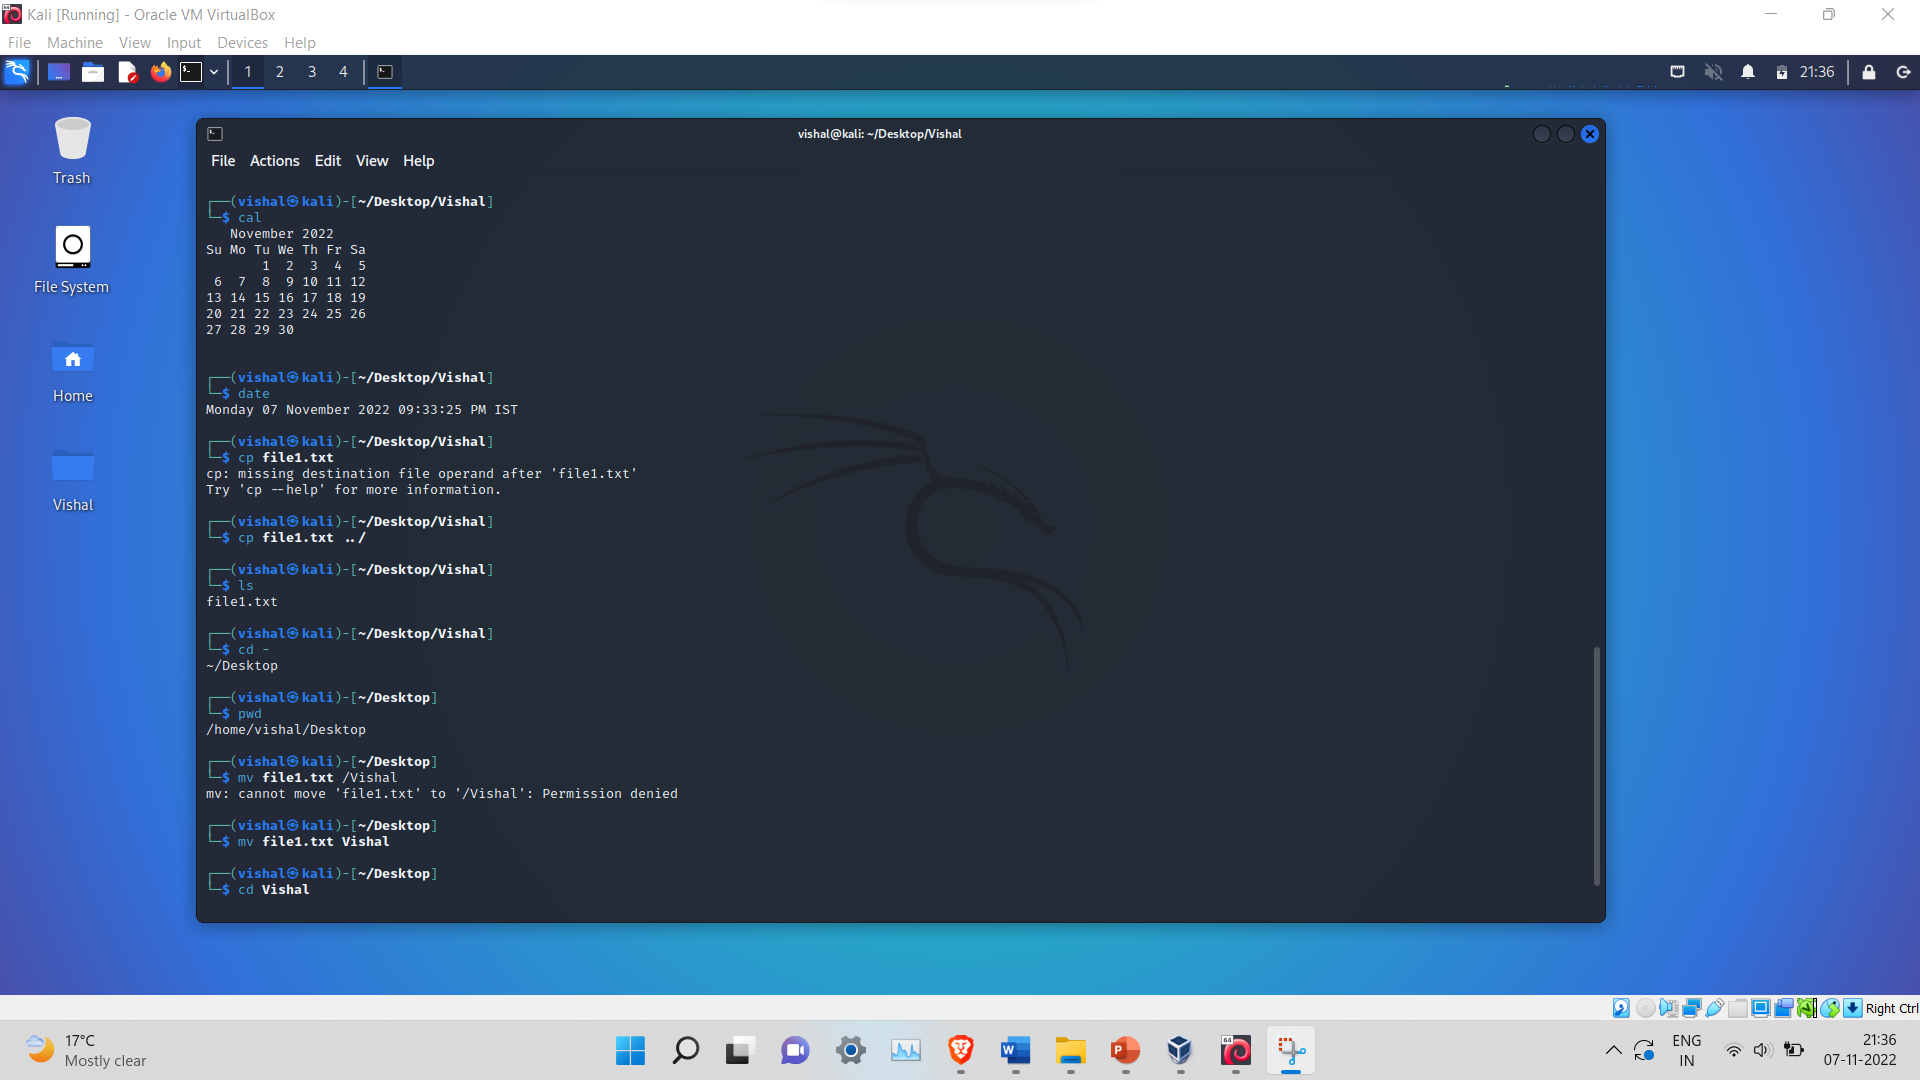 Kali [Running] - Oracle VM VirtualBox
File Machine View Input Devices Help
1 2 3 4 21:36
Trash
File System
Home
Vishal
vishal@kali: ~/Desktop/Vishal
File Actions Edit View Help
┌──(vishal㉿kali)-[~/Desktop/Vishal]
└─$ cal
   November 2022
Su Mo Tu We Th Fr Sa
       1  2  3  4  5
 6  7  8  9 10 11 12
13 14 15 16 17 18 19
20 21 22 23 24 25 26
27 28 29 30
┌──(vishal㉿kali)-[~/Desktop/Vishal]
└─$ date
Monday 07 November 2022 09:33:25 PM IST
┌──(vishal㉿kali)-[~/Desktop/Vishal]
└─$ cp file1.txt
cp: missing destination file operand after 'file1.txt'
Try 'cp --help' for more information.
┌──(vishal㉿kali)-[~/Desktop/Vishal]
└─$ cp file1.txt ../
┌──(vishal㉿kali)-[~/Desktop/Vishal]
└─$ ls
file1.txt
┌──(vishal㉿kali)-[~/Desktop/Vishal]
└─$ cd -
~/Desktop
┌──(vishal㉿kali)-[~/Desktop]
└─$ pwd
/home/vishal/Desktop
┌──(vishal㉿kali)-[~/Desktop]
└─$ mv file1.txt /Vishal
mv: cannot move 'file1.txt' to '/Vishal': Permission denied
┌──(vishal㉿kali)-[~/Desktop]
└─$ mv file1.txt Vishal
┌──(vishal㉿kali)-[~/Desktop]
└─$ cd Vishal
Right Ctrl
17°C
Mostly clear
64
ENG
IN
21:36
07-11-2022